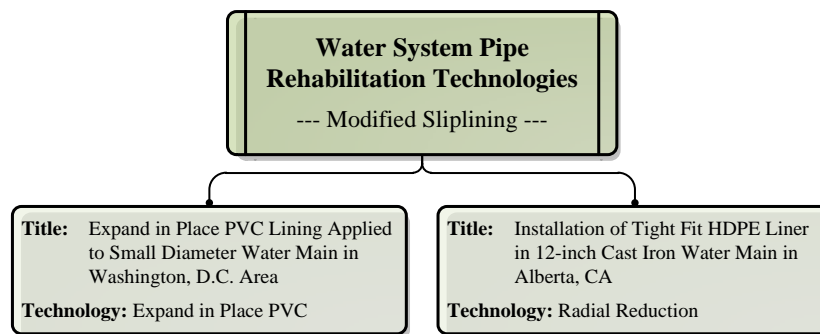 Water System Pipe
Rehabilitation Technologies
--- Modified Sliplining ---
Title: Expand in Place PVC Lining Applied
to Small Diameter Water Main in
Washington, D.C. Area
Technology: Expand in Place PVC
Title: Installation of Tight Fit HDPE Liner
in 12-inch Cast Iron Water Main in
Alberta, CA
Technology: Radial Reduction